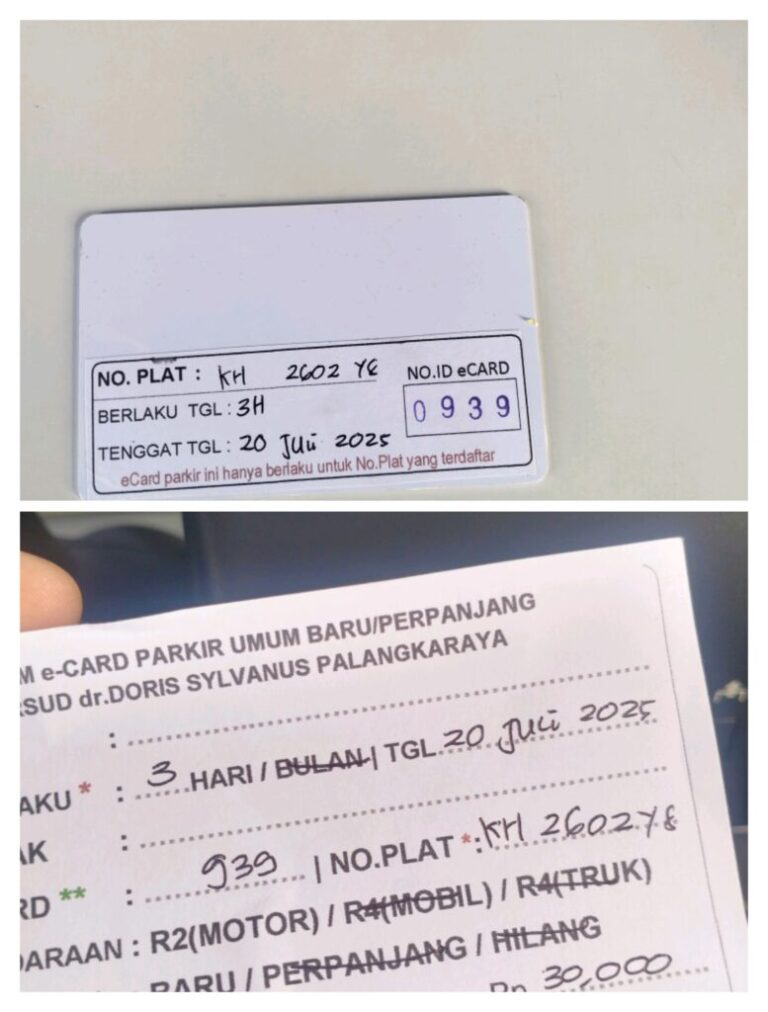 NO. PLAT : KH 2602 YE
NO.ID eCARD
BERLAKU TGL : 3H
0939
TENGGAT TGL : 20 Juli 2025
eCard parkir ini hanya berlaku untuk No.Plat yang terdaftar
M e-CARD PARKIR UMUM BARU/PERPANJANG
RSUD dr.DORIS SYLVANUS PALANGKARAYA
:
AKU * : 3 HARI / BULAN | TGL 20 Juli 2025
AK :
RD ** : 939 | NO.PLAT *: KH 2602 YE
DARAAN : R2(MOTOR) / R4(MOBIL) / R4(TRUK)
BARU / PERPANJANG / HILANG
Rp 30,000